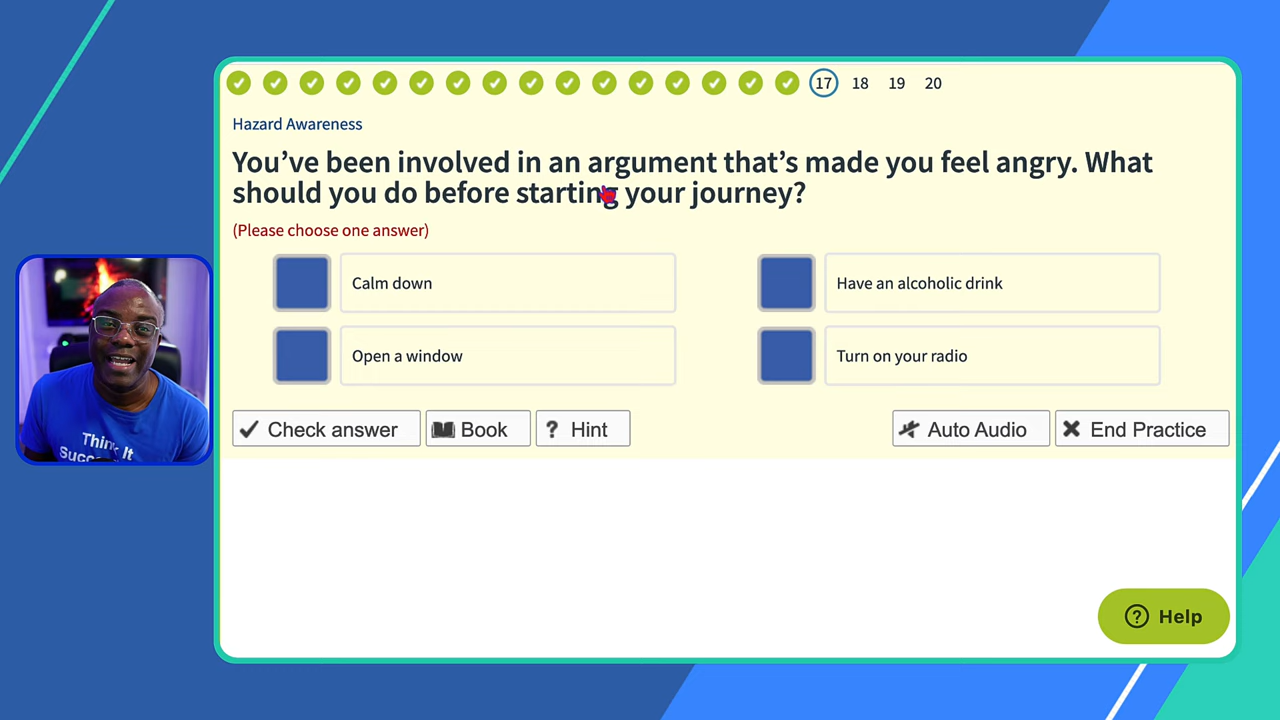 17 18 19 20
Hazard Awareness
You've been involved in an argument that's made you feel angry. What
should you do before starting your journey?
(Please choose one answer)
Calm down
Have an alcoholic drink
Open a window
Turn on your radio
Check answer
Book
? Hint
Auto Audio
End Practice
Think It
? Help